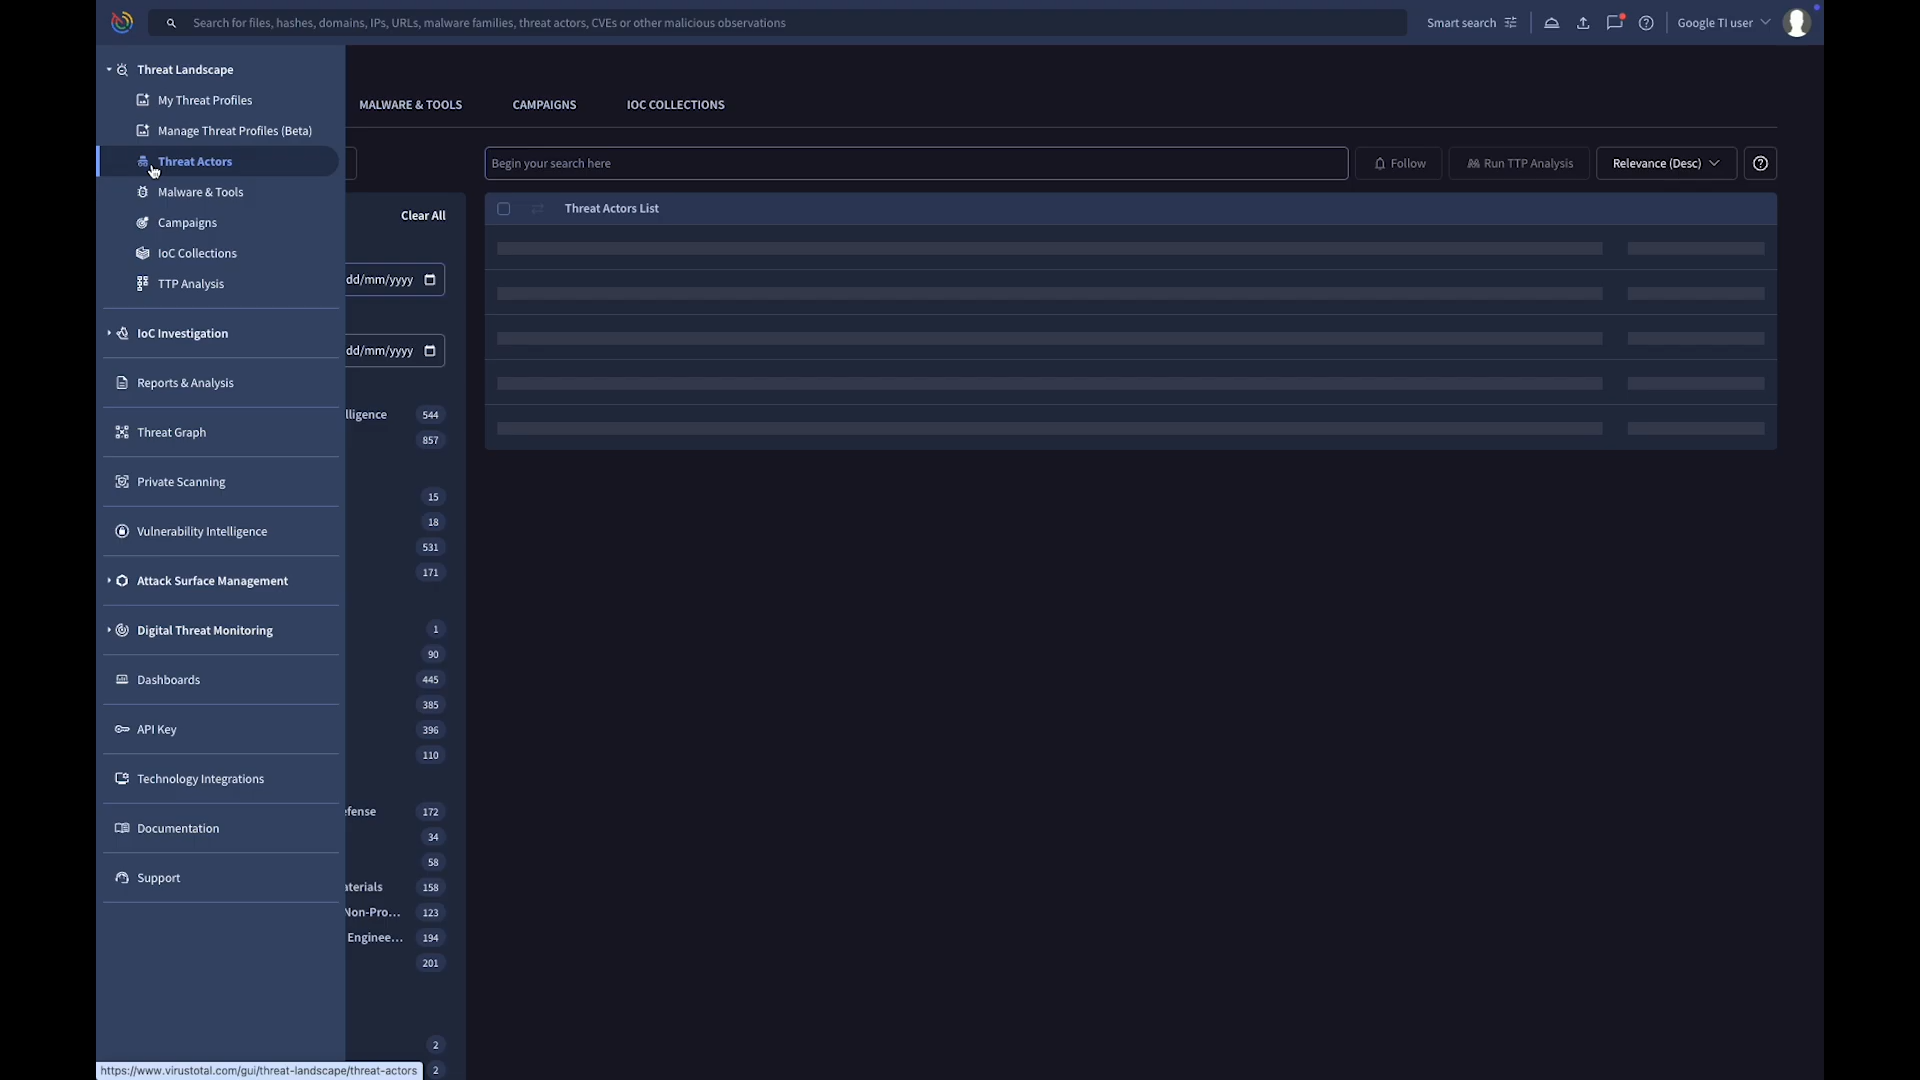 Search for files, hashes, domains, IPs, URLs, malware families, threat actors, CVEs or other malicious observations
Smart search
Google TI user
Threat Landscape
My Threat Profiles
Manage Threat Profiles (Beta)
Threat Actors
Malware & Tools
Campaigns
IoC Collections
TTP Analysis
IoC Investigation
Reports & Analysis
Threat Graph
Private Scanning
Vulnerability Intelligence
Attack Surface Management
Digital Threat Monitoring
Dashboards
API Key
Technology Integrations
Documentation
Support
https://www.virustotal.com/gui/threat-landscape/threat-actors
MALWARE & TOOLS
CAMPAIGNS
IOC COLLECTIONS
Begin your search here
Follow
Run TTP Analysis
Relevance (Desc)
Clear All
dd/mm/yyyy
dd/mm/yyyy
lligence 544
857
15
18
531
171
1
90
445
385
396
110
efense 172
34
58
aterials 158
Non-Pro... 123
Enginee... 194
201
2
2
Threat Actors List